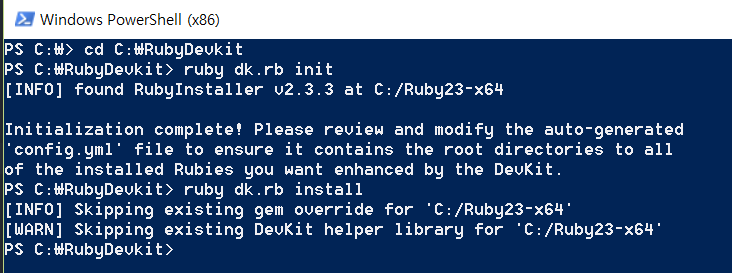 Windows PowerShell (x86)
PS C:₩> cd C:₩RubyDevkit
PS C:₩RubyDevkit> ruby dk.rb init
[INFO] found RubyInstaller v2.3.3 at C:/Ruby23-x64
Initialization complete! Please review and modify the auto-generated
'config.yml' file to ensure it contains the root directories to all
of the installed Rubies you want enhanced by the DevKit.
PS C:₩RubyDevkit> ruby dk.rb install
[INFO] Skipping existing gem override for 'C:/Ruby23-x64'
[WARN] Skipping existing DevKit helper library for 'C:/Ruby23-x64'
PS C:₩RubyDevkit>